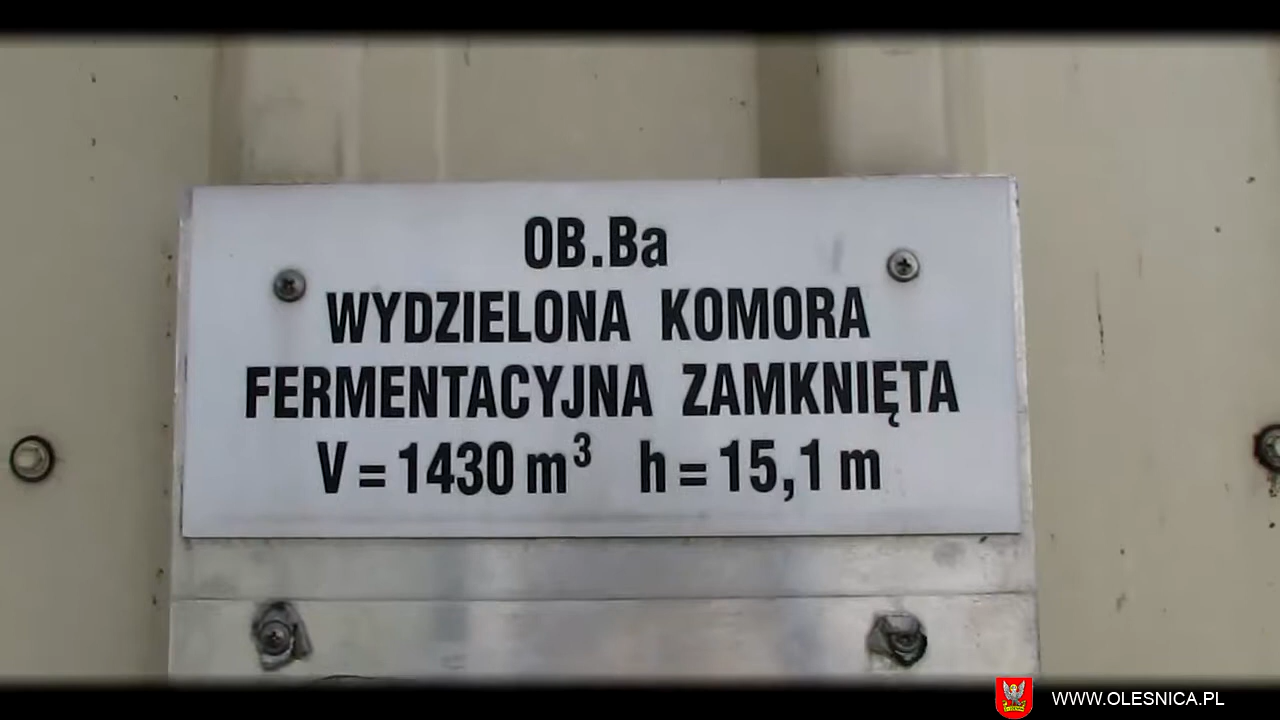 OB.Ba
WYDZIELONA KOMORA
FERMENTACYJNA ZAMKNIĘTA
V = 1430 m³ h = 15,1 m
WWW.OLESNICA.PL